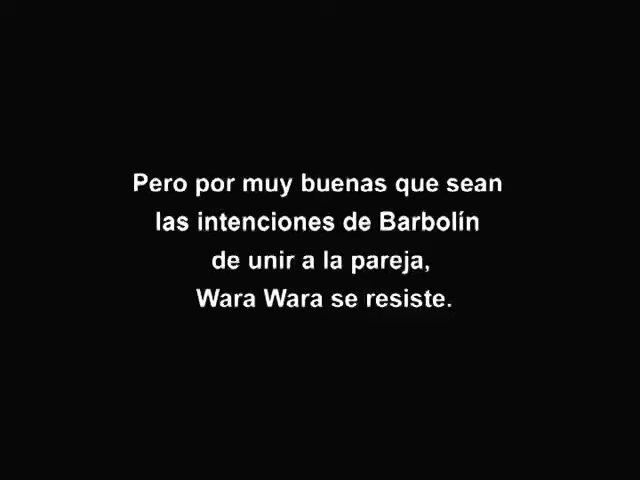 Pero por muy buenas que sean
las intenciones de Barbolín
de unir a la pareja,
Wara Wara se resiste.